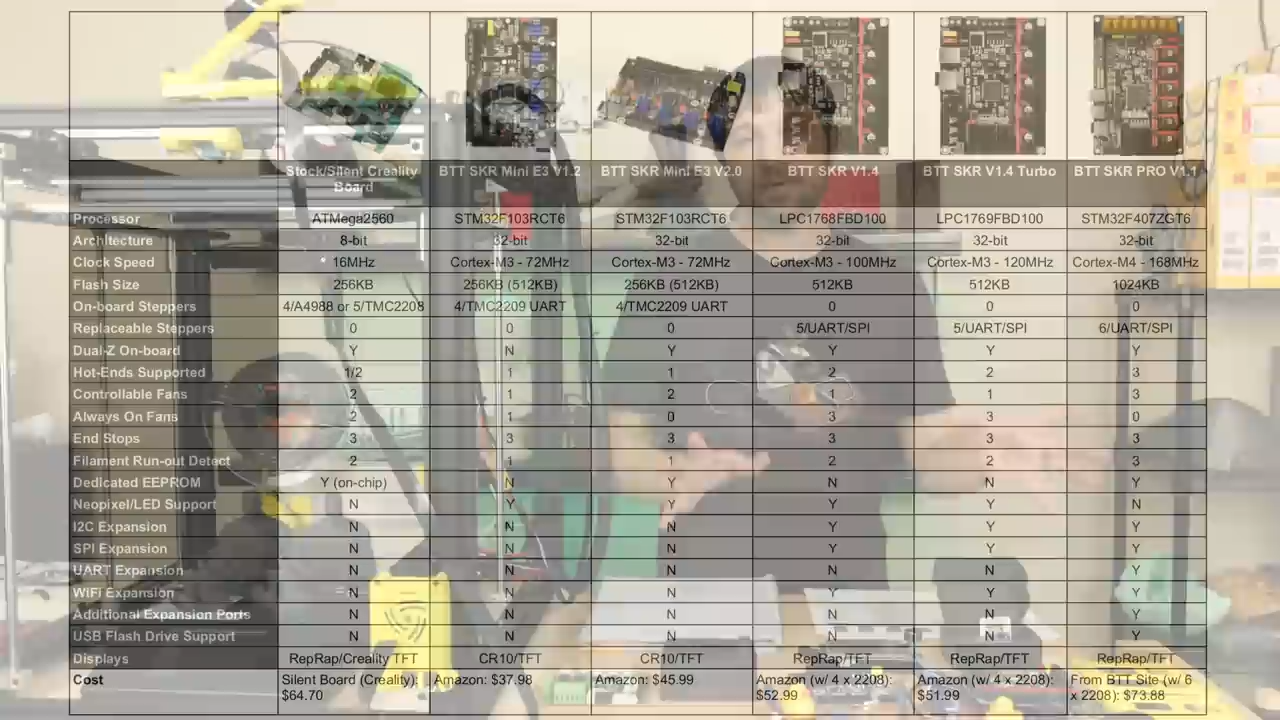 Stock/Silent Creality Board BTT SKR Mini E3 V1.2 BTT SKR Mini E3 V2.0 BTT SKR V1.4 BTT SKR V1.4 Turbo BTT SKR PRO V1.1
Processor ATMega2560 STM32F103RCT6 STM32F103RCT6 LPC1768FBD100 LPC1769FBD100 STM32F407ZGT6
Architecture 8-bit 32-bit 32-bit 32-bit 32-bit 32-bit
Clock Speed 16MHz Cortex-M3 - 72MHz Cortex-M3 - 72MHz Cortex-M3 - 100MHz Cortex-M3 - 120MHz Cortex-M4 - 168MHz
Flash Size 256KB 256KB (512KB) 256KB (512KB) 512KB 512KB 1024KB
On-board Steppers 4/A4988 or 5/TMC2208 4/TMC2209 UART 4/TMC2209 UART 0 0 0
Replaceable Steppers 0 0 0 5/UART/SPI 5/UART/SPI 6/UART/SPI
Dual-Z On-board Y N Y Y Y Y
Hot-Ends Supported 1/2 1 1 2 2 3
Controllable Fans 2 1 2 1 1 3
Always On Fans 2 1 0 3 3 0
End Stops 3 3 3 3 3 3
Filament Run-out Detect 2 1 1 2 2 3
Dedicated EEPROM Y (on-chip) N Y N N Y
Neopixel/LED Support N Y Y Y Y N
I2C Expansion N N N Y Y Y
SPI Expansion N N N Y Y Y
UART Expansion N N N N N Y
WiFi Expansion N N N Y Y Y
Additional Expansion Ports N N N N N Y
USB Flash Drive Support N N N N N Y
Displays RepRap/Creality TFT CR10/TFT CR10/TFT RepRap/TFT RepRap/TFT RepRap/TFT
Cost Silent Board (Creality): $64.70 Amazon: $37.98 Amazon: $45.99 Amazon (w/ 4 x 2208): $52.99 Amazon (w/ 4 x 2208): $51.99 From BTT Site (w/ 6 x 2208): $73.88